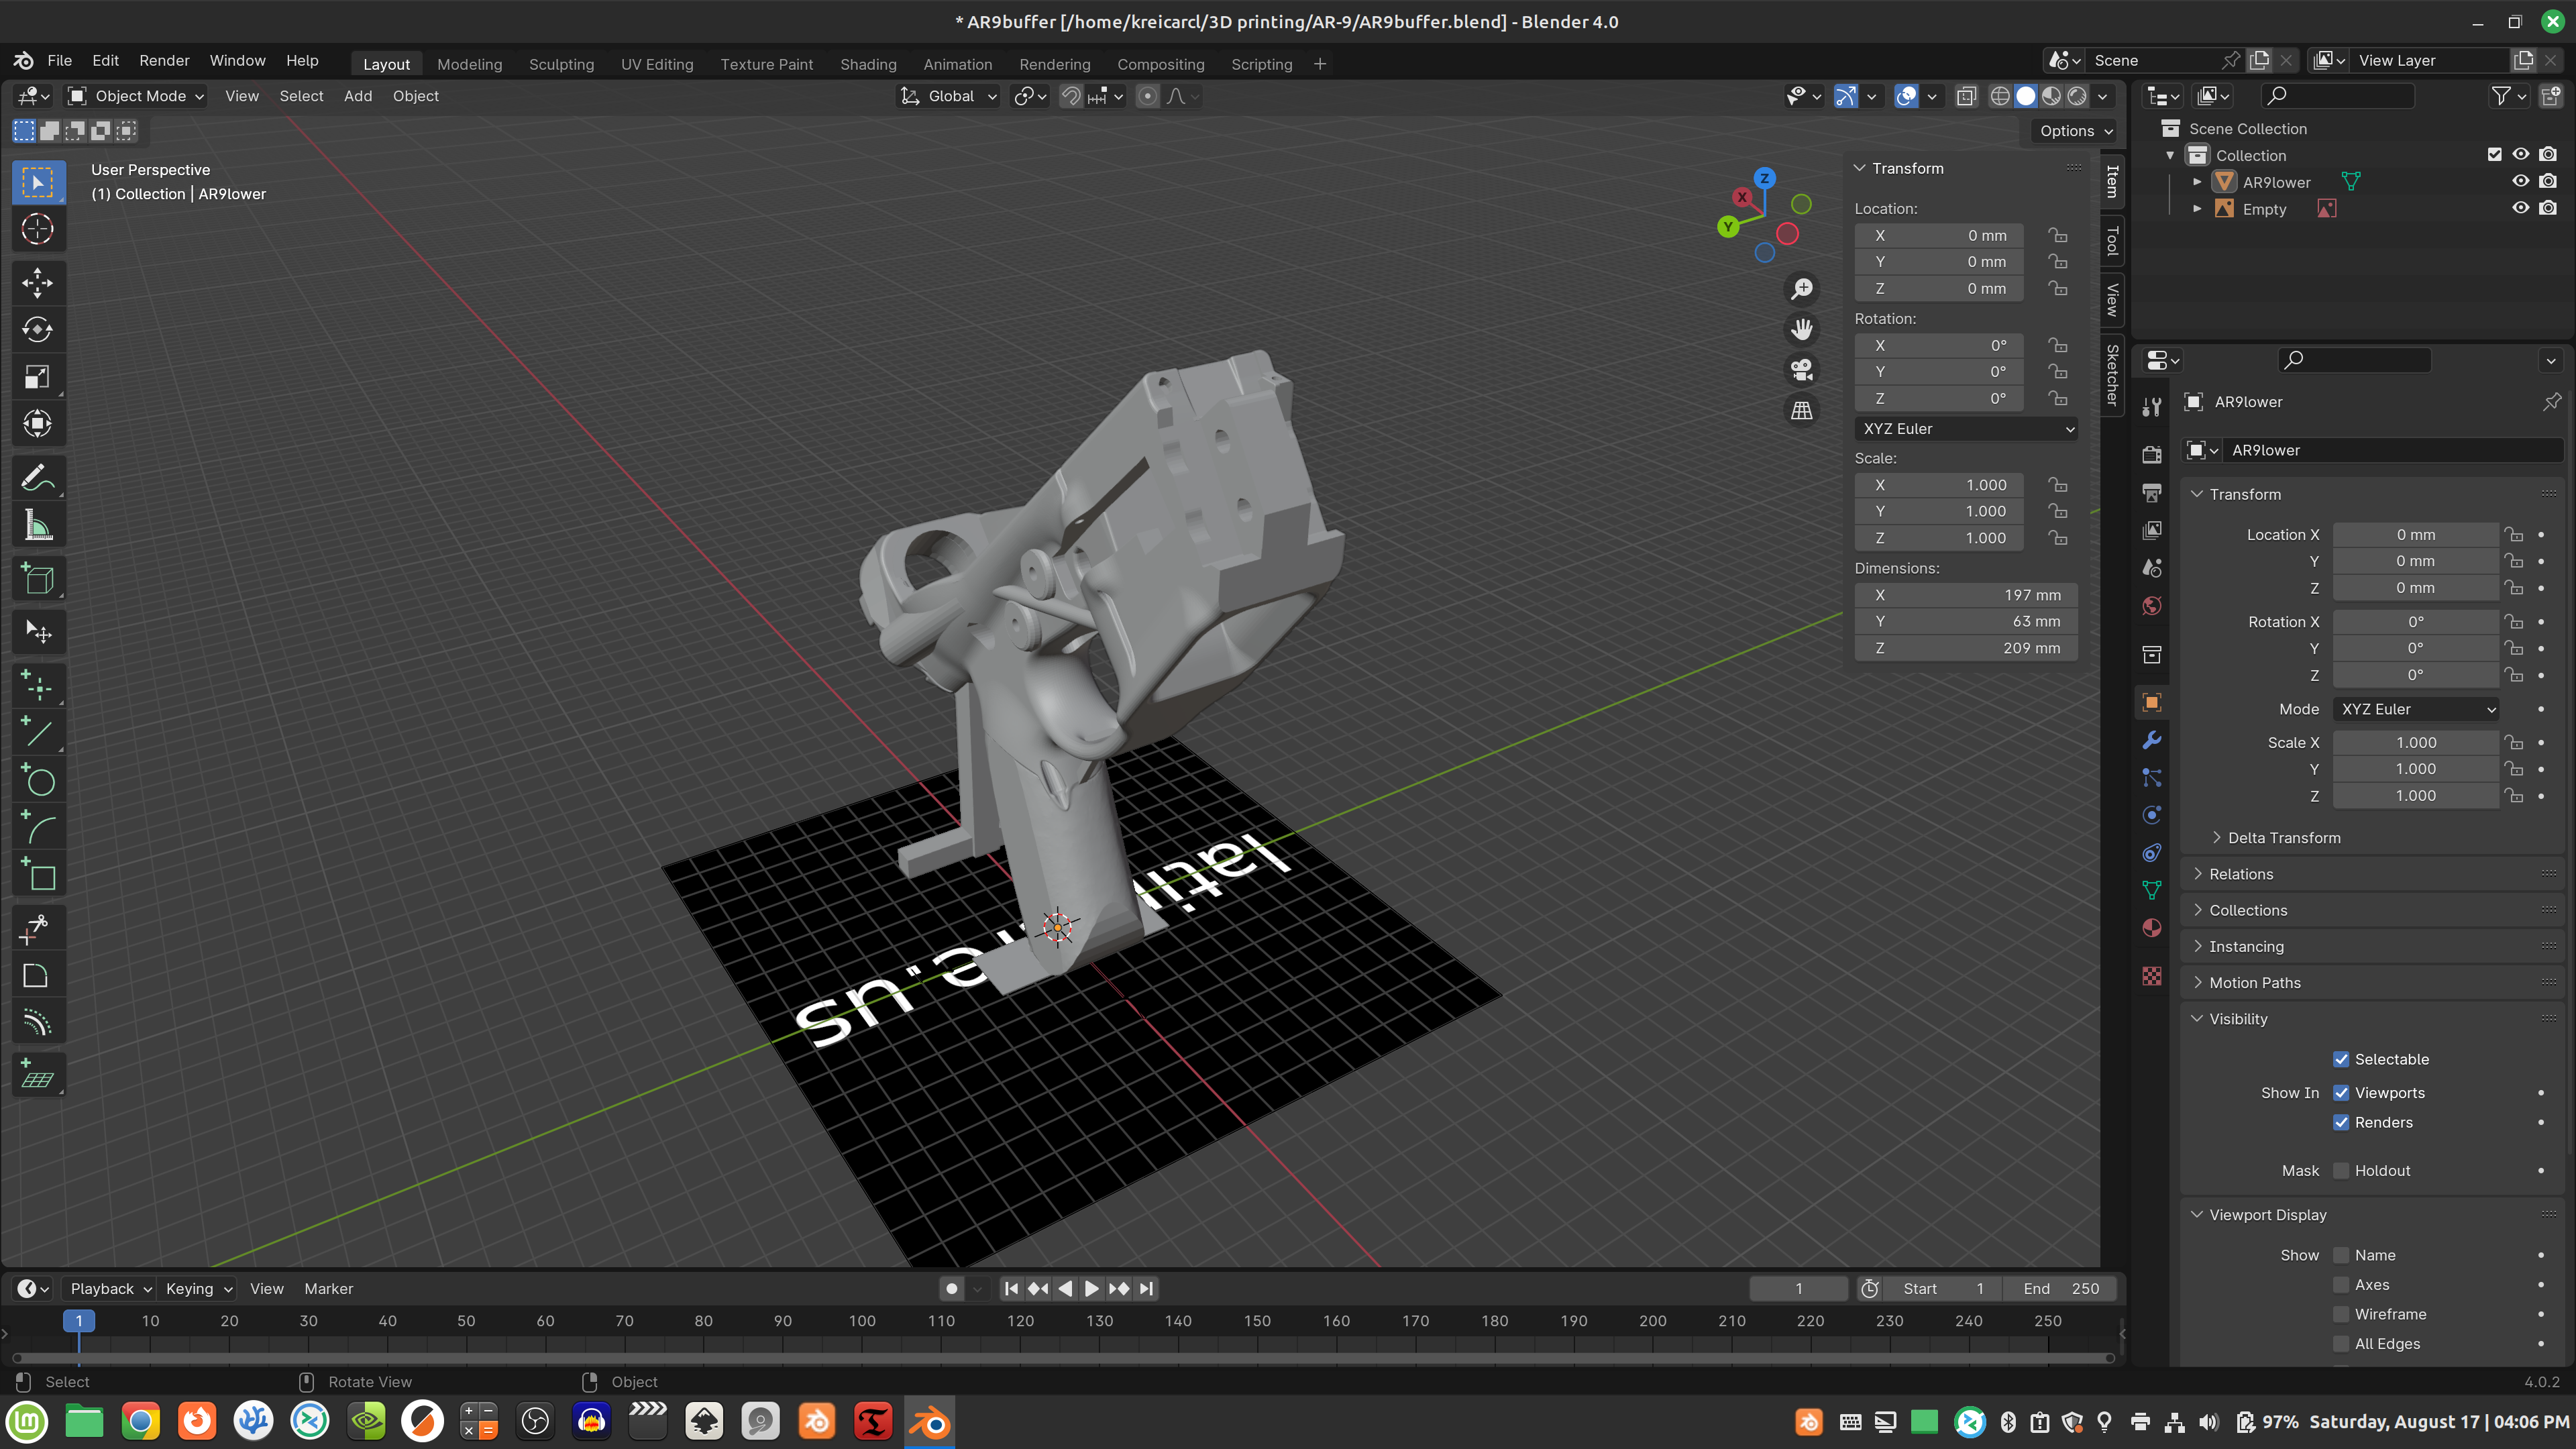 * AR9buffer [/home/kreicarcl/3D printing/AR-9/AR9buffer.blend] - Blender 4.0
File Edit Render Window Help Layout Modeling Sculpting UV Editing Texture Paint Shading Animation Rendering Compositing Scripting + Scene View Layer
Object Mode View Select Add Object Global
Options
User Perspective
(1) Collection | AR9lower
Z
X
Y
Transform
Location:
X 0 mm
Y 0 mm
Z 0 mm
Rotation:
X 0°
Y 0°
Z 0°
XYZ Euler
Scale:
X 1.000
Y 1.000
Z 1.000
Dimensions:
X 197 mm
Y 63 mm
Z 209 mm
Item
Tool
View
Sketcher
Scene Collection
Collection
AR9lower
Empty
AR9lower
AR9lower
Transform
Location X 0 mm
Y 0 mm
Z 0 mm
Rotation X 0°
Y 0°
Z 0°
Mode XYZ Euler
Scale X 1.000
Y 1.000
Z 1.000
Delta Transform
Relations
Collections
Instancing
Motion Paths
Visibility
Selectable
Show In Viewports
Renders
Mask Holdout
Viewport Display
Show Name
Axes
Wireframe
All Edges
Playback Keying View Marker 1 Start 1 End 250
1 10 20 30 40 50 60 70 80 90 100 110 120 130 140 150 160 170 180 190 200 210 220 230 240 250
Select Rotate View Object 4.0.2
97% Saturday, August 17 | 04:06 PM